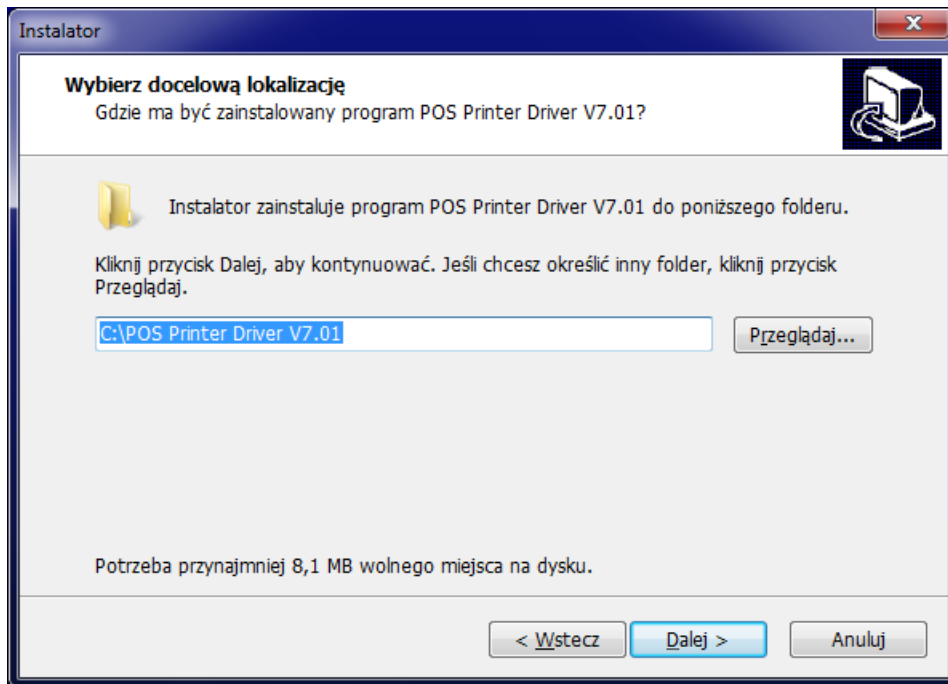 Instalator
Wybierz docelową lokalizację
Gdzie ma być zainstalowany program POS Printer Driver V7.01?
Instalator zainstaluje program POS Printer Driver V7.01 do poniższego folderu.
Kliknij przycisk Dalej, aby kontynuować. Jeśli chcesz określić inny folder, kliknij przycisk
Przeglądaj.
C:\POS Printer Driver V7.01
Przeglądaj...
Potrzeba przynajmniej 8,1 MB wolnego miejsca na dysku.
< Wstecz
Dalej >
Anuluj